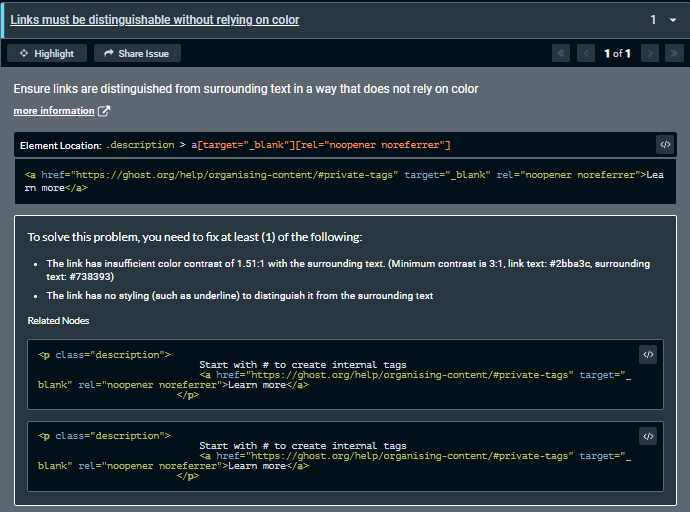 Links must be distinguishable without relying on color 1
Highlight Share Issue 1 of 1
Ensure links are distinguished from surrounding text in a way that does not rely on color
more information
Element Location: .description > a[target="_blank"][rel="noopener noreferrer"] </>
<a href="https://ghost.org/help/organising-content/#private-tags" target="_blank" rel="noopener noreferrer">Lea
rn more</a>
To solve this problem, you need to fix at least (1) of the following:
• The link has insufficient color contrast of 1.51:1 with the surrounding text. (Minimum contrast is 3:1, link text: #2bba3c, surrounding
text: #738393)
• The link has no styling (such as underline) to distinguish it from the surrounding text
Related Nodes
<p class="description"> </>
Start with # to create internal tags
<a href="https://ghost.org/help/organising-content/#private-tags" target="_
blank" rel="noopener noreferrer">Learn more</a>
</p>
<p class="description"> </>
Start with # to create internal tags
<a href="https://ghost.org/help/organising-content/#private-tags" target="_
blank" rel="noopener noreferrer">Learn more</a>
</p>